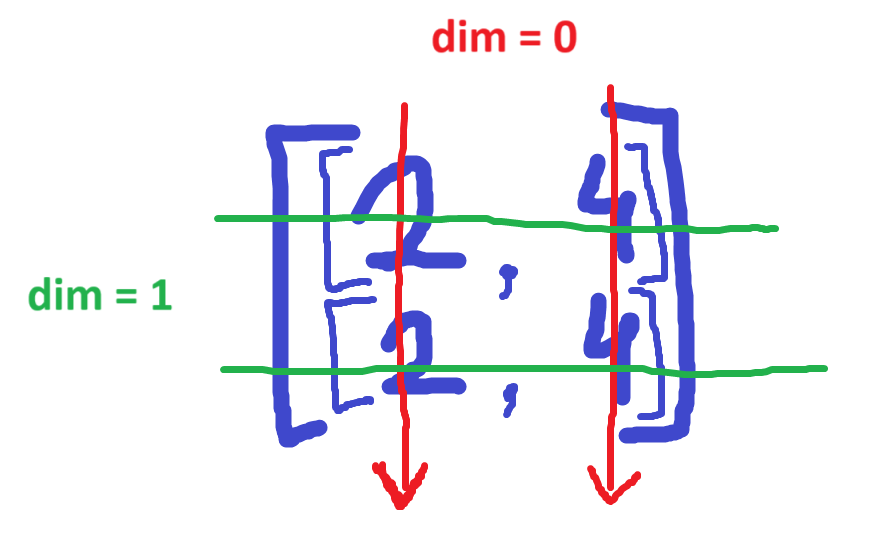 dim = 0
[[2, 4]
dim = 1
[2, 4]]